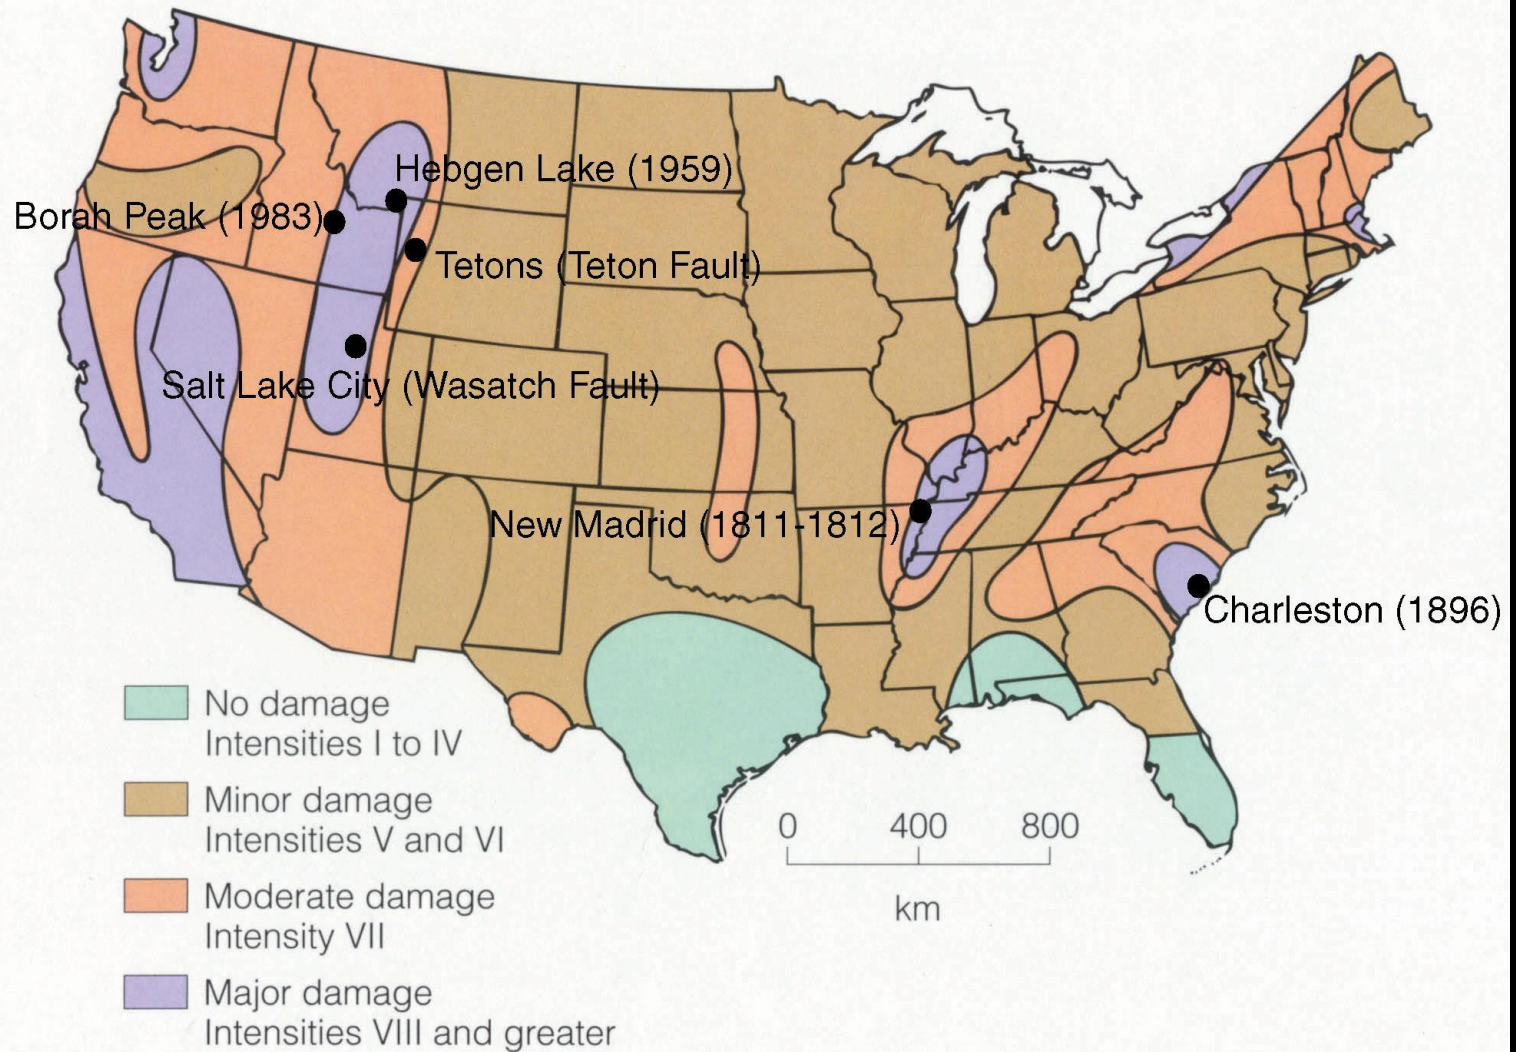 Hebgen Lake (1959)
Borah Peak (1983)
Tetons (Teton Fault)
Salt Lake City (Wasatch Fault)
New Madrid (1811-1812)
Charleston (1896)
No damage
Intensities I to IV
Minor damage
Intensities V and VI
Moderate damage
Intensity VII
Major damage
Intensities VIII and greater
0 400 800
km